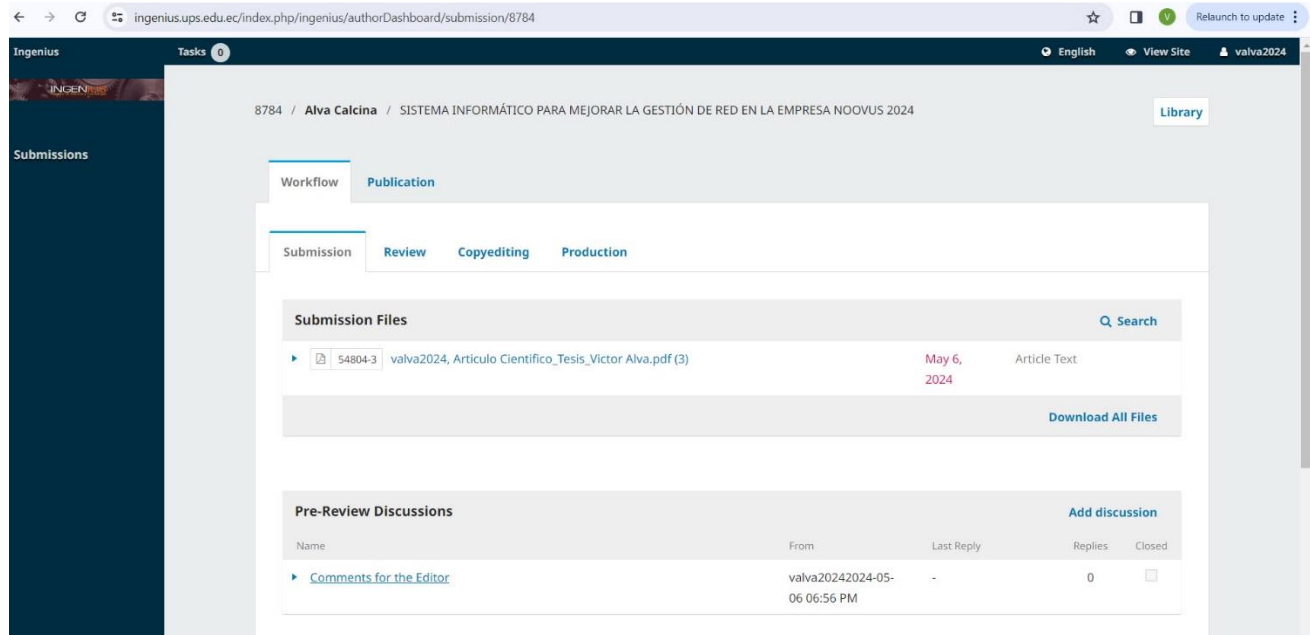 ingenius.ups.edu.ec/index.php/ingenius/authorDashboard/submission/8784
V
Relaunch to update
Ingenius
Tasks 0
English
View Site
valva2024
INGENIUS
8784 / Alva Calcina / SISTEMA INFORMÁTICO PARA MEJORAR LA GESTIÓN DE RED EN LA EMPRESA NOOVUS 2024
Library
Submissions
Workflow
Publication
Submission
Review
Copyediting
Production
Submission Files
Search
54804-3 valva2024, Articulo Cientifico_Tesis_Victor Alva.pdf (3)
May 6,
2024
Article Text
Download All Files
Pre-Review Discussions
Add discussion
Name
From
Last Reply
Replies
Closed
Comments for the Editor
valva20242024-05-
06 06:56 PM
-
0